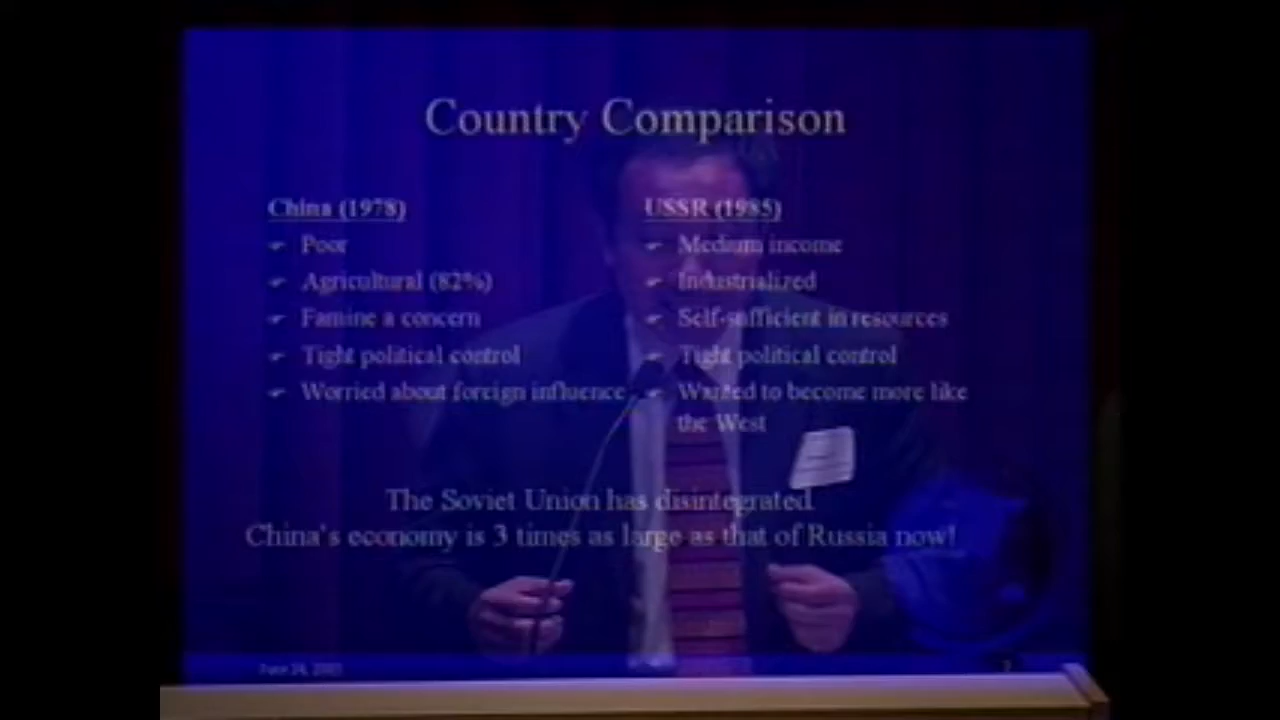 Country Comparison
China (1978)
Poor
Agricultural (82%)
Famine a concern
Tight political control
Worried about foreign influence
USSR (1985)
Medium income
Industrialized
Self-sufficient in resources
Tight political control
Wanted to become more like
the West
The Soviet Union has disintegrated.
China's economy is 3 times as large as that of Russia now!
June 24,